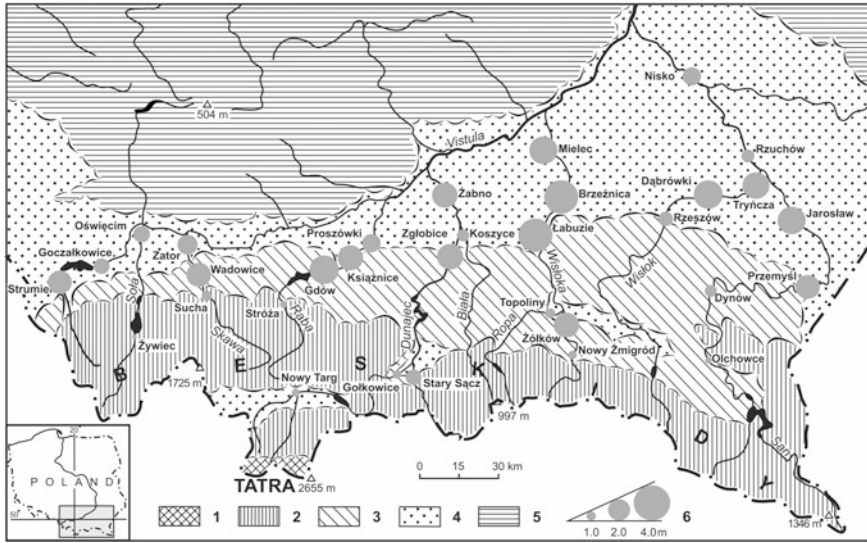 504 m
Vistula
Nisko
Mielec
Rzuchów
Żabno
Brzeźnica
Dąbrówki
Tryńcza
Jarosław
Oświęcim
Proszówki
Zgłobice
Koszyce
Łabuzie
Rzeszów
Goczałkowice
Zator
Wadowice
Książnice
Gdów
Wisłoka
Wisłok
Przemyśl
Strumień
Soła
Sucha
Stróża
Raba
Dunajec
Biała
Topoliny
Ropa
Dynów
Żywiec
Skawa
Żółków
Nowy Żmigród
Olchowce
B E S K I D Y
1725 m
Nowy Targ
Gołkowice
Stary Sącz
997 m
San
TATRA
2655 m
0 15 30 km
1346 m
20°
POLAND
50°
1 2 3 4 5 6
1.0 2.0 4.0 m